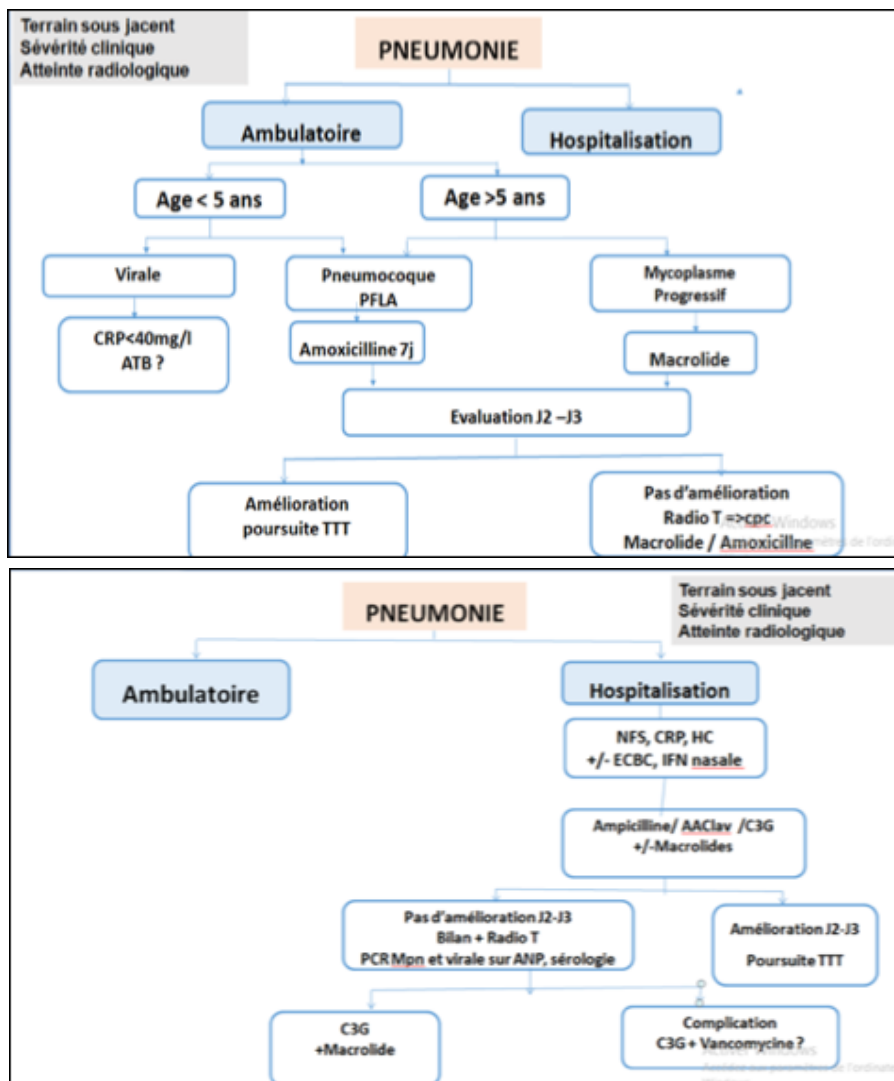 Terrain sous jacent
Sévérité clinique
Atteinte radiologique
PNEUMONIE
Ambulatoire
Hospitalisation
Age < 5 ans
Age >5 ans
Virale
Pneumocoque
PFLA
Mycoplasme
Progressif
CRP<40mg/l
ATB ?
Amoxicilline 7j
Macrolide
Evaluation J2 –J3
Amélioration
poursuite TTT
Pas d'amélioration
Radio T =>cpc
Macrolide / Amoxicillne
Terrain sous jacent
Sévérité clinique
Atteinte radiologique
PNEUMONIE
Ambulatoire
Hospitalisation
NFS, CRP, HC
+/- ECBC, IFN nasale
Ampicilline/ AAClav /C3G
+/-Macrolides
Pas d'amélioration J2-J3
Bilan + Radio T
PCR Mpn et virale sur ANP, sérologie
Amélioration J2-J3
Poursuite TTT
C3G
+Macrolide
Complication
C3G + Vancomycine ?